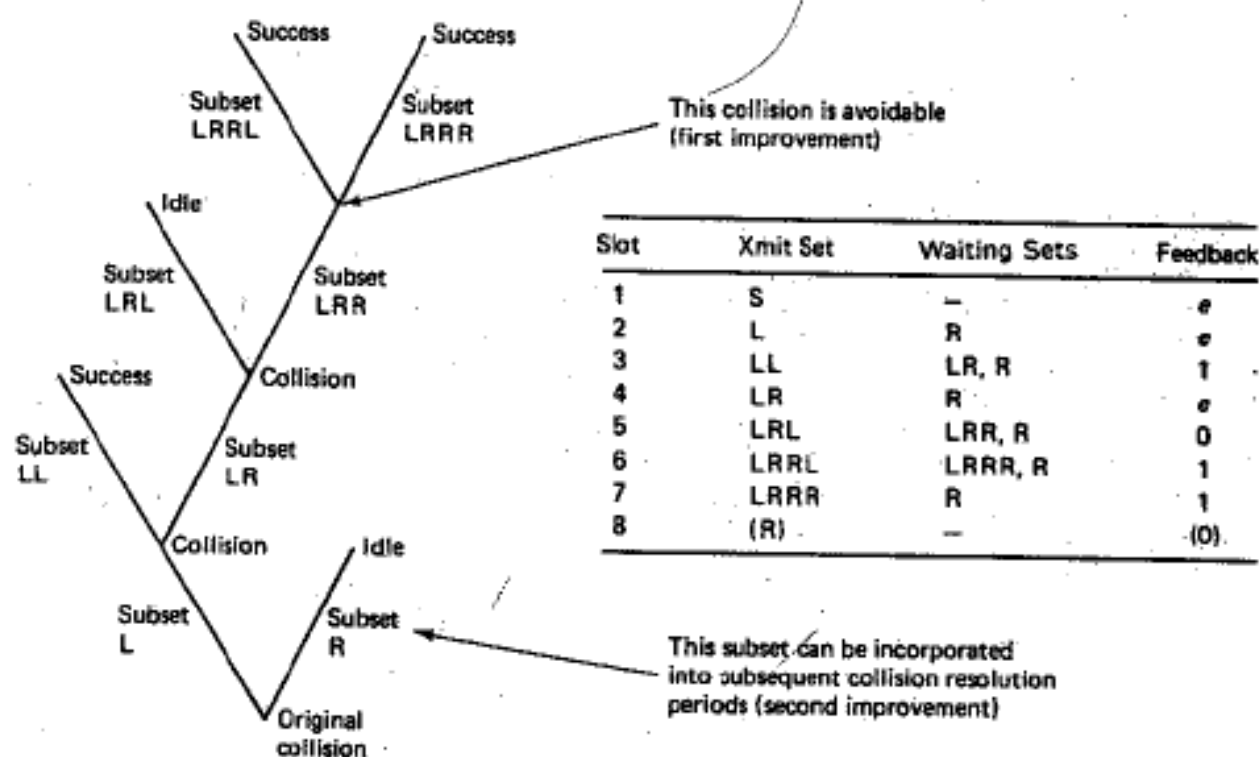 Success
Success
Subset
LRRL
Subset
LRRR
This collision is avoidable
(first improvement)
Idle
Subset
LRL
Subset
LRR
Success
Collision
Subset
LL
Subset
LR
Collision
Idle
Subset
L
Subset
R
Original
collision
Slot Xmit Set Waiting Sets Feedback
1 S – e
2 L R e
3 LL LR, R 1
4 LR R e
5 LRL LRR, R 0
6 LRRL LRRR, R 1
7 LRRR R 1
8 (R) – (0)
This subset can be incorporated
into subsequent collision resolution
periods (second improvement)